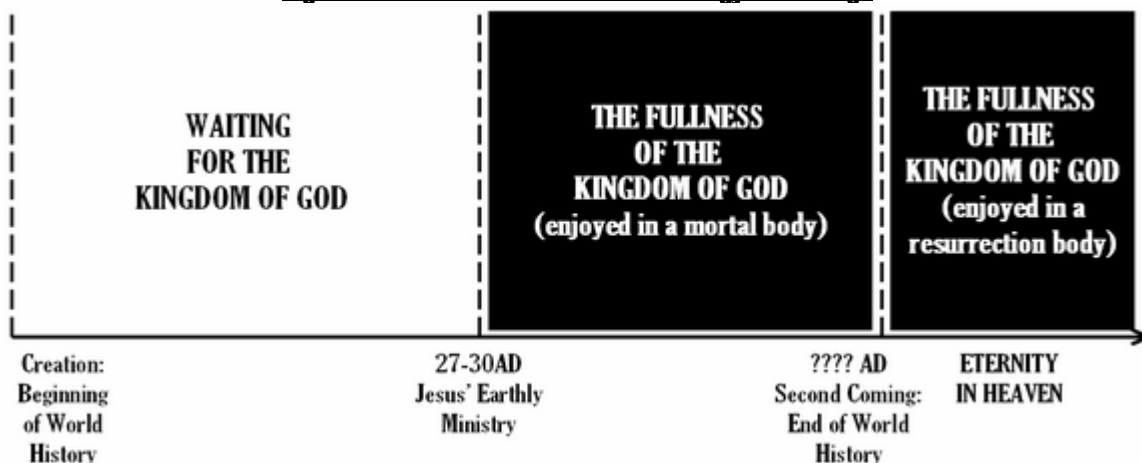 WAITING
FOR THE
KINGDOM OF GOD
THE FULLNESS
OF THE
KINGDOM OF GOD
(enjoyed in a mortal body)
THE FULLNESS
OF THE
KINGDOM OF GOD
(enjoyed in a
resurrection body)
Creation:
Beginning
of World
History
27-30AD
Jesus' Earthly
Ministry
???? AD
Second Coming:
End of World
History
ETERNITY
IN HEAVEN